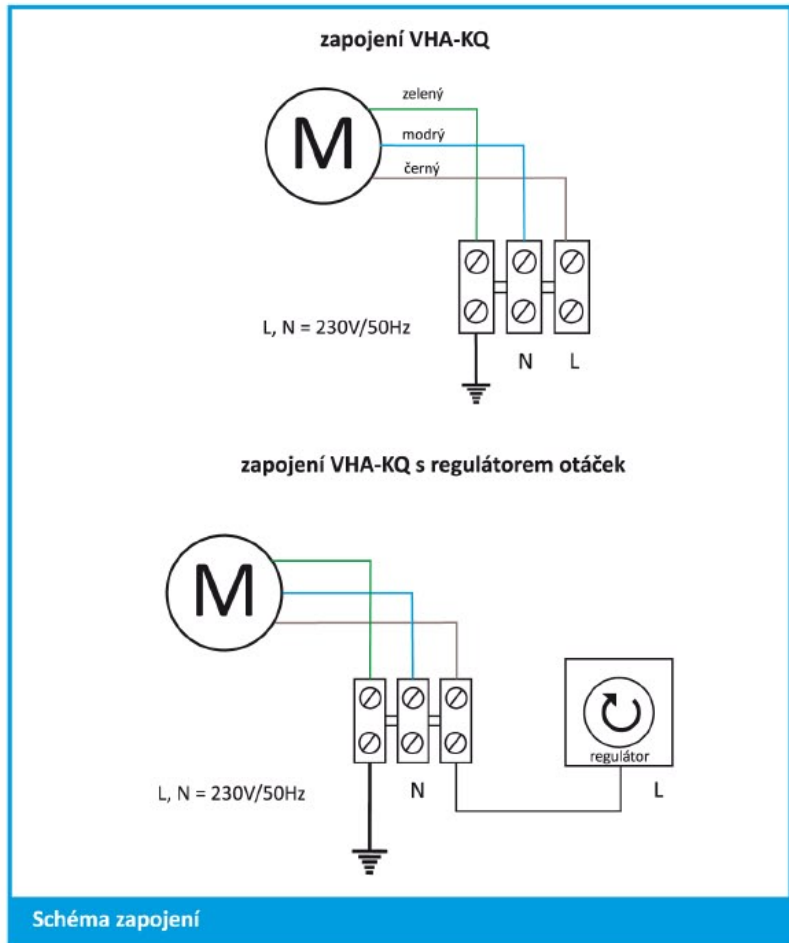 zapojení VHA-KQ
zelený
M
modrý
černý
L, N = 230V/50Hz
N L
zapojení VHA-KQ s regulátorem otáček
M
regulátor
L, N = 230V/50Hz
N
L
Schéma zapojení